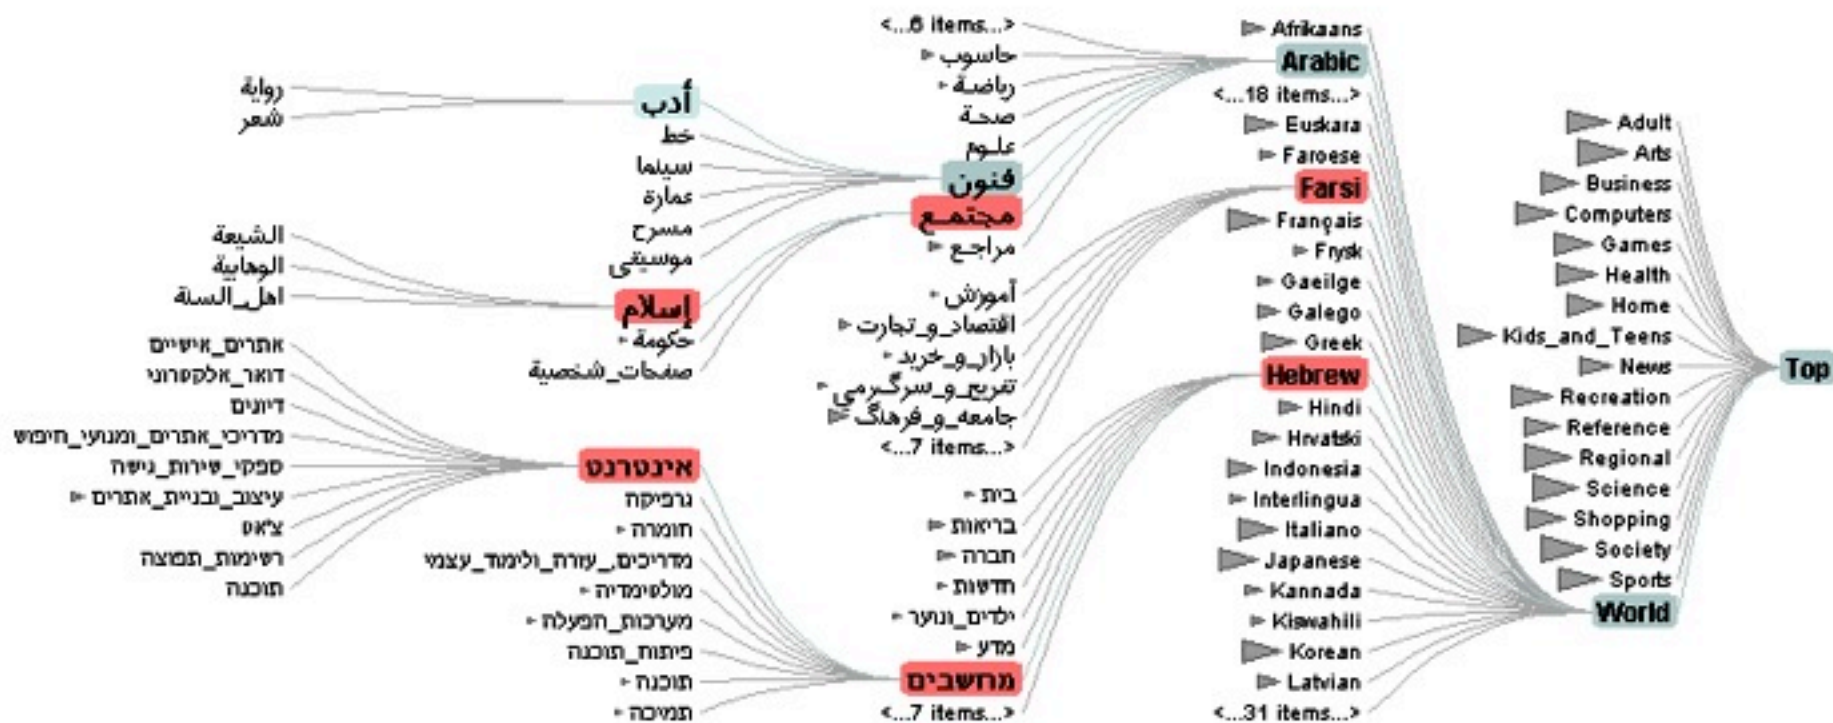 Top
Adult
Arts
Business
Computers
Games
Health
Home
Kids_and_Teens
News
Recreation
Reference
Regional
Science
Shopping
Society
Sports
World
Afrikaans
Arabic
<...18 items...>
Euskara
Faroese
Farsi
Français
Frysk
Gaeilge
Galego
Greek
Hebrew
Hindi
Hrvatski
Indonesia
Interlingua
Italiano
Japanese
Kannada
Kiswahili
Korean
Latvian
<...31 items...>
<...6 items...>
حاسوب
رياضة
صحة
علوم
فنون
مجتمع
مراجع
آموزش
اقتصاد_و_تجارت
بازار_و_خريد
تفريح_و_سرگرمی
جامعه_و_فرهنگ
<...7 items...>
בית
בריאות
חברה
חדשות
ילדים_ונוער
מדע
מחשבים
<...7 items...>
أدب
خط
سينما
عمارة
مسرح
موسيقى
إسلام
حكومة
صفحات_شخصية
אינטרנט
גרפיקה
חומרה
מדריכים,_עזרה_ולימוד_עצמי
מולטימדיה
מערכות_הפעלה
פיתוח_תוכנה
תוכנה
תמיכה
رواية
شعر
الشيعة
الوهابية
اهل_السنة
אתרים_אישיים
דואר_אלקטרוני
דיונים
מדריכי_אתרים_ומנועי_חיפוש
ספקי_שירות_גישה
עיצוב_ובניית_אתרים
צ'אט
רשימות_תפוצה
תוכנה